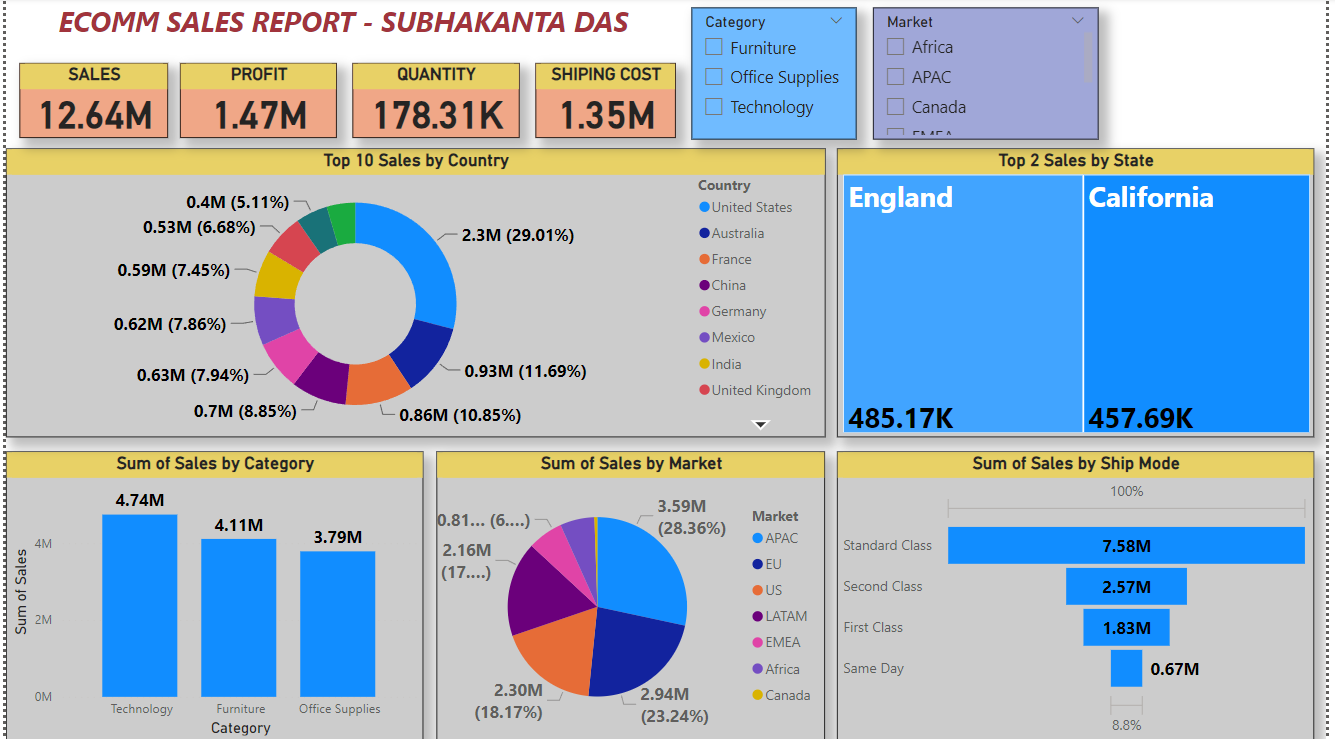 ECOMM SALES REPORT - SUBHAKANTA DAS
Category
Furniture
Office Supplies
Technology
Market
Africa
APAC
Canada
EMEA
SALES
12.64M
PROFIT
1.47M
QUANTITY
178.31K
SHIPING COST
1.35M
Top 10 Sales by Country
0.4M (5.11%)
0.53M (6.68%)
0.59M (7.45%)
0.62M (7.86%)
0.63M (7.94%)
0.7M (8.85%)
2.3M (29.01%)
0.93M (11.69%)
0.86M (10.85%)
Country
United States
Australia
France
China
Germany
Mexico
India
United Kingdom
Top 2 Sales by State
England
485.17K
California
457.69K
Sum of Sales by Category
Sum of Sales
4M
2M
0M
4.74M
4.11M
3.79M
Technology
Furniture
Office Supplies
Category
Sum of Sales by Market
0.81... (6....)
2.16M
(17....)
2.30M
(18.17%)
3.59M
(28.36%)
2.94M
(23.24%)
Market
APAC
EU
US
LATAM
EMEA
Africa
Canada
Sum of Sales by Ship Mode
100%
Standard Class
7.58M
Second Class
2.57M
First Class
1.83M
Same Day
0.67M
8.8%